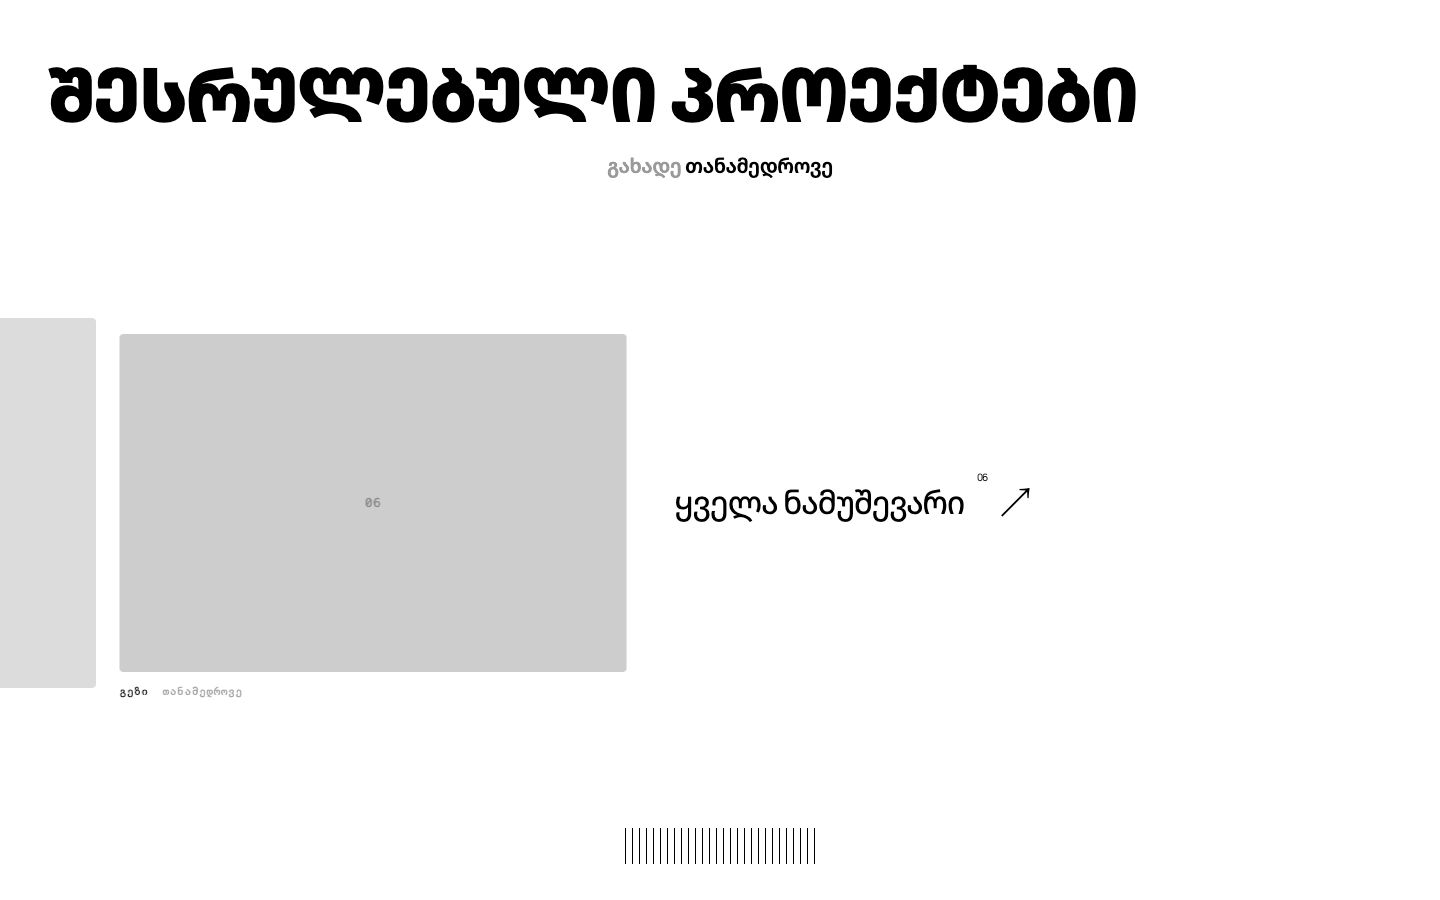 შესრულებული პროექტები
გახადე თანამედროვე
06
ყველა ნამუშევარი 06
გეზი თანამედროვე